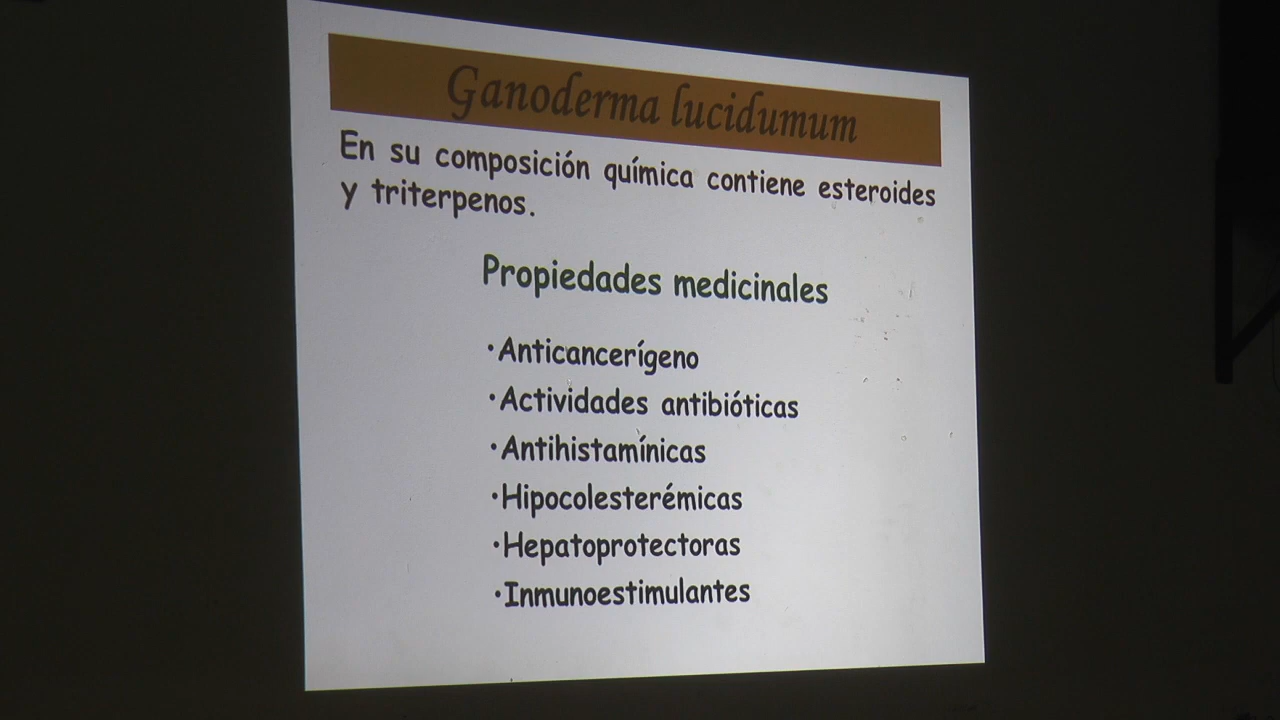 Ganoderma lucidumum
En su composición química contiene esteroides
y triterpenos.
Propiedades medicinales
•Anticancerígeno
•Actividades antibióticas
•Antihistamínicas
•Hipocolesterémicas
•Hepatoprotectoras
•Inmunoestimulantes